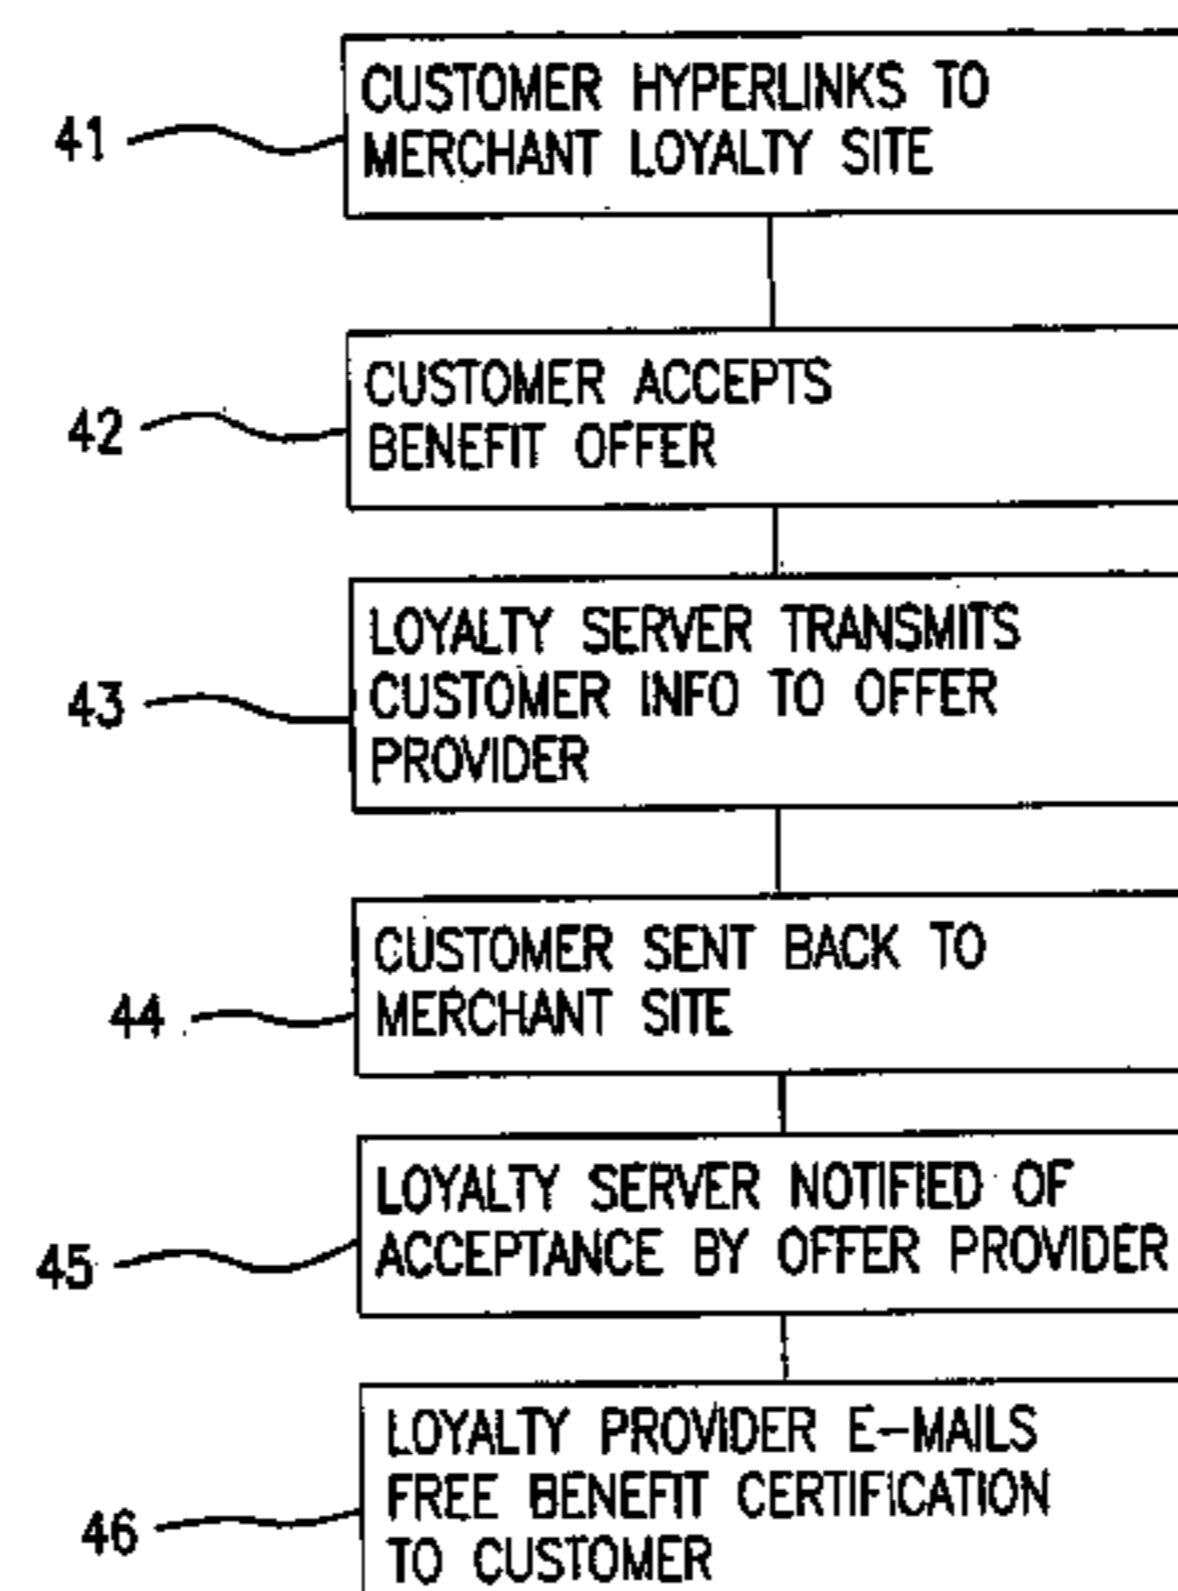 41
CUSTOMER HYPERLINKS TO
MERCHANT LOYALTY SITE
42
CUSTOMER ACCEPTS
BENEFIT OFFER
43
LOYALTY SERVER TRANSMITS
CUSTOMER INFO TO OFFER
PROVIDER
44
CUSTOMER SENT BACK TO
MERCHANT SITE
45
LOYALTY SERVER NOTIFIED OF
ACCEPTANCE BY OFFER PROVIDER
46
LOYALTY PROVIDER E-MAILS
FREE BENEFIT CERTIFICATION
TO CUSTOMER